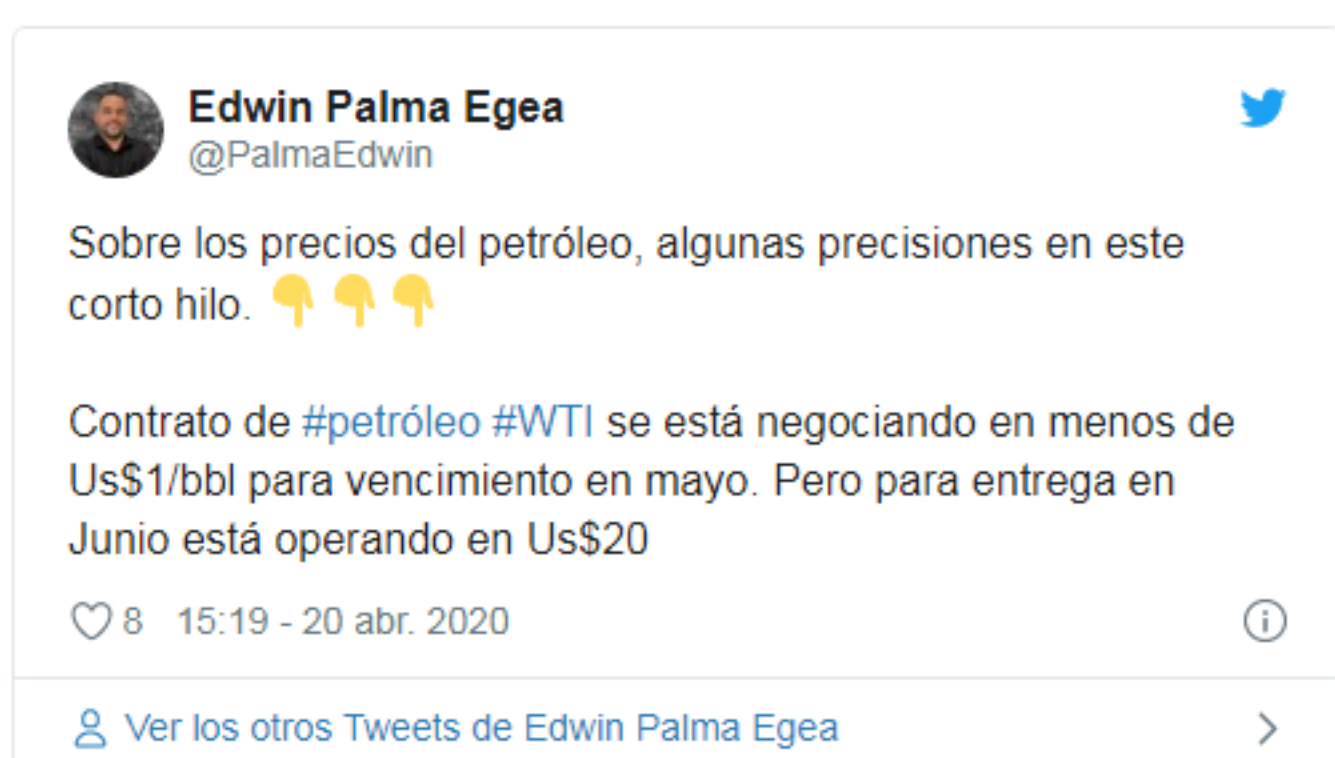 Edwin Palma Egea
@PalmaEdwin
Sobre los precios del petróleo, algunas precisiones en este
corto hilo. 👇👇👇
Contrato de #petróleo #WTI se está negociando en menos de
Us$1/bbl para vencimiento en mayo. Pero para entrega en
Junio está operando en Us$20
8 15:19 - 20 abr. 2020
Ver los otros Tweets de Edwin Palma Egea